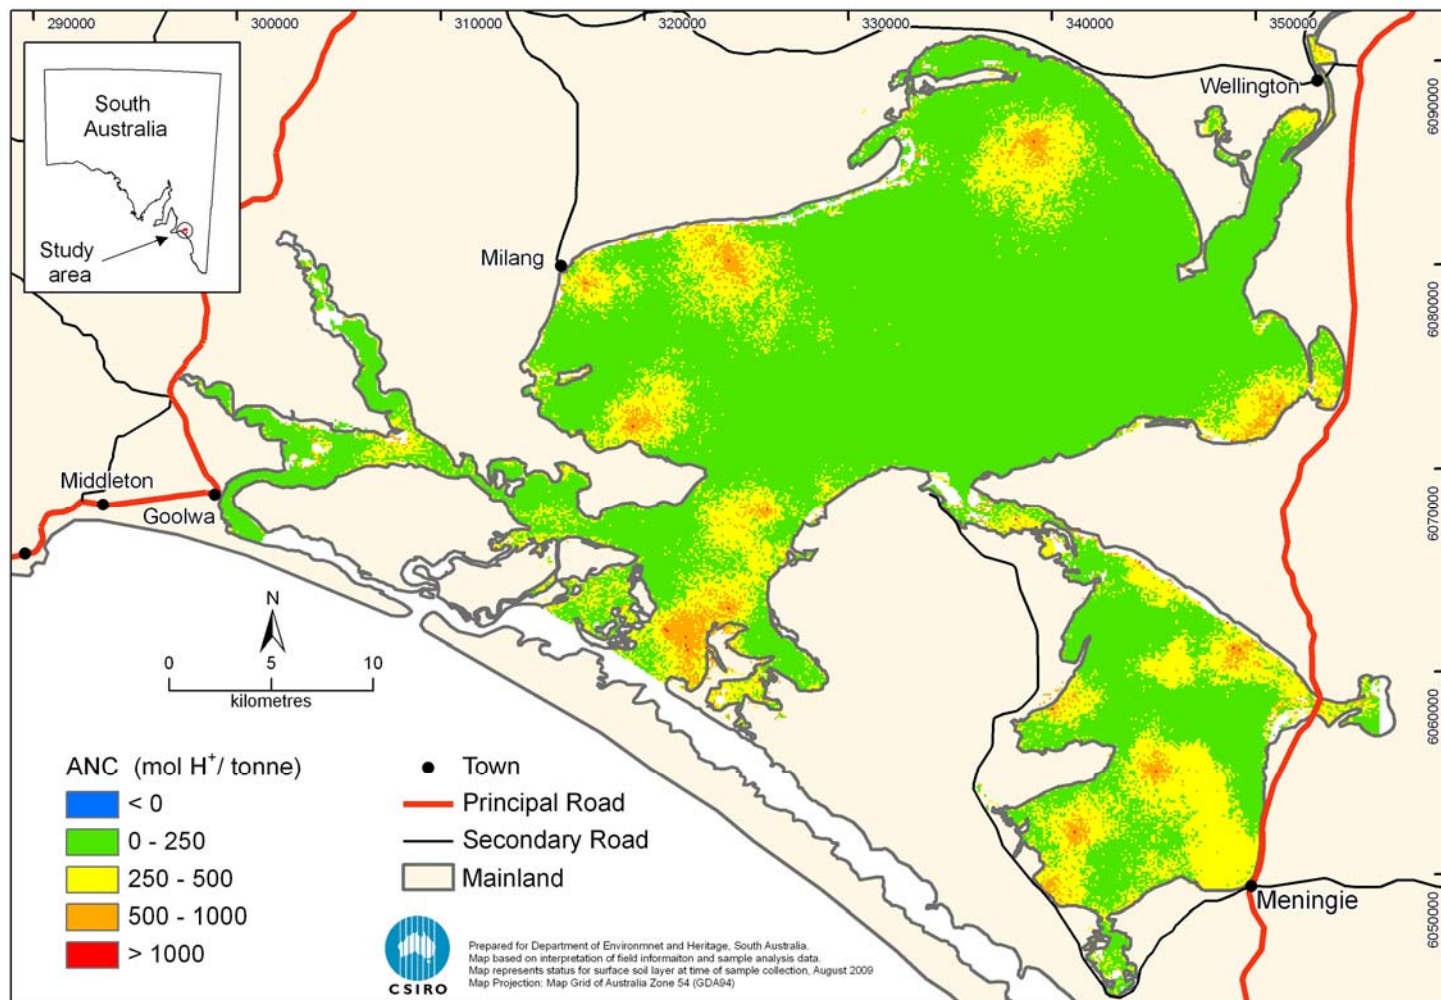 290000
300000
310000
320000
330000
340000
350000
South
Australia
Study
area
Wellington
6090000
Milang
6080000
Middleton
Goolwa
6070000
N
0 5 10
kilometres
6060000
ANC (mol H⁺/ tonne)
< 0
0 - 250
250 - 500
500 - 1000
> 1000
Town
Principal Road
Secondary Road
Mainland
Meningie
6050000
CSIRO
Prepared for Department of Environmnet and Heritage, South Australia.
Map based on interpretation of field informaiton and sample analysis data.
Map represents status for surface soil layer at time of sample collection, August 2009
Map Projection: Map Grid of Australia Zone 54 (GDA94)